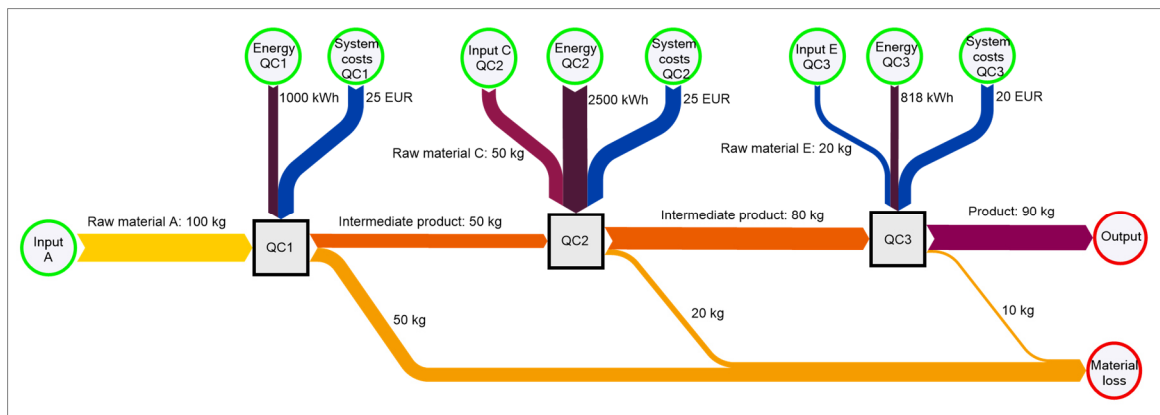 Energy
QC1
System
costs
QC1
Input C
QC2
Energy
QC2
System
costs
QC2
Input E
QC3
Energy
QC3
System
costs
QC3
1000 kWh
25 EUR
2500 kWh
25 EUR
818 kWh
20 EUR
Raw material C: 50 kg
Raw material E: 20 kg
Raw material A: 100 kg
Intermediate product: 50 kg
Intermediate product: 80 kg
Product: 90 kg
Input
A
QC1
QC2
QC3
Output
50 kg
20 kg
10 kg
Material
loss